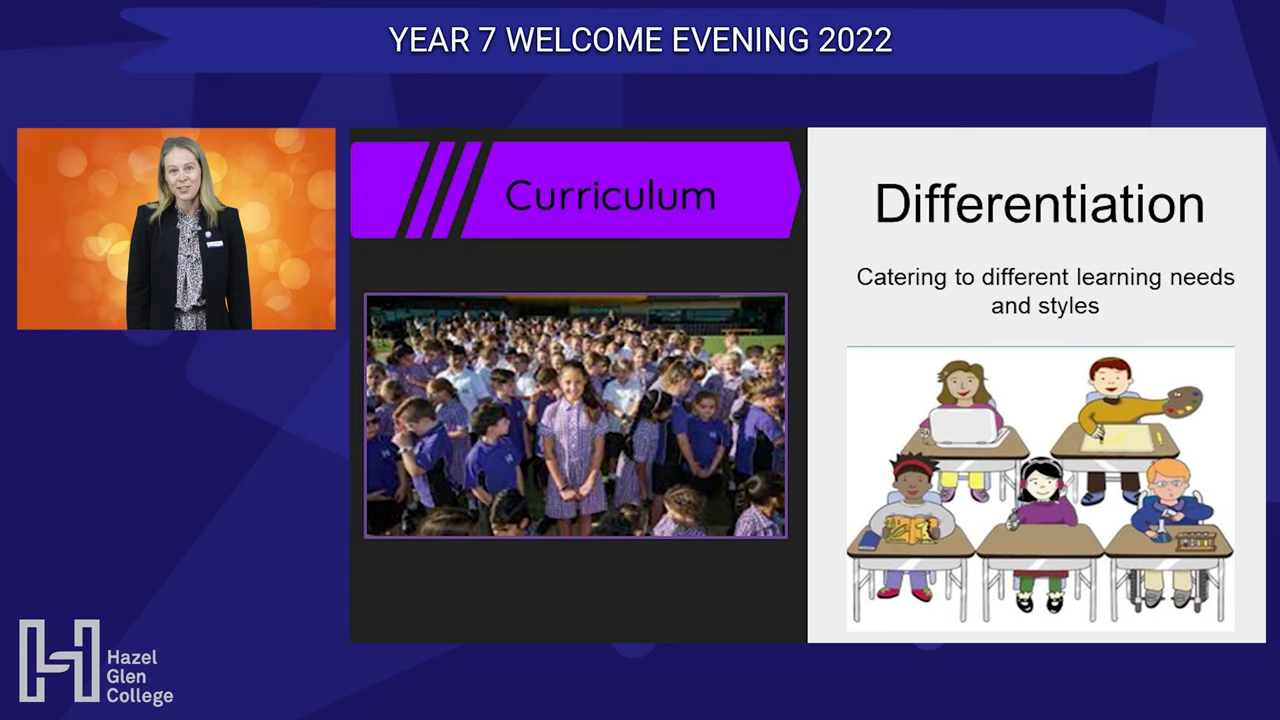 YEAR 7 WELCOME EVENING 2022
Curriculum
Differentiation
Catering to different learning needs
and styles
Hazel
Glen
College